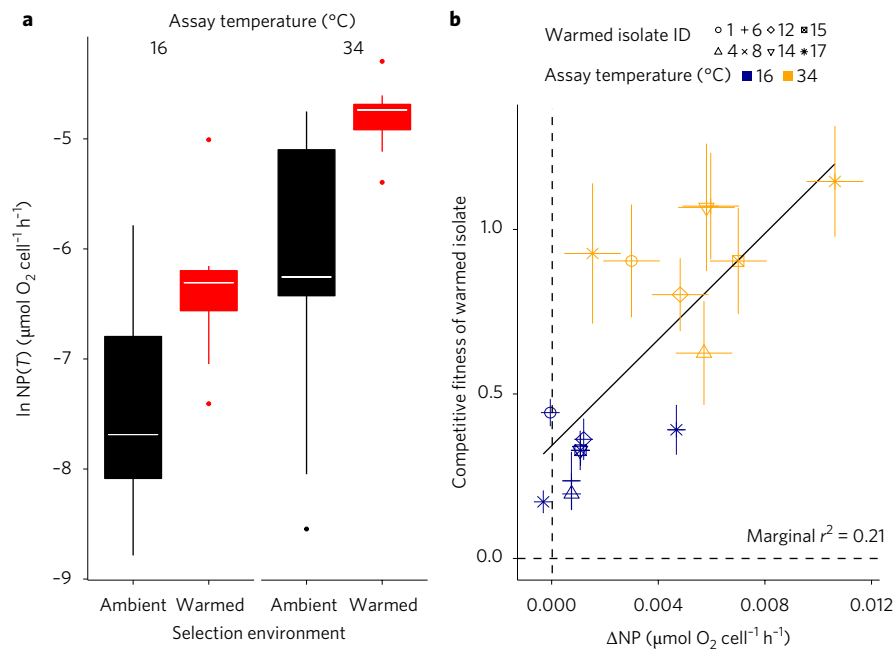 a
Assay temperature (°C)
16 34
ln NP(T) (μmol O₂ cell⁻¹ h⁻¹)
−5
−6
−7
−8
−9
Ambient Warmed Ambient Warmed
Selection environment
b
Warmed isolate ID
1 6 12 15
4 8 14 17
Assay temperature (°C) 16 34
Competitive fitness of warmed isolate
1.0
0.5
0.0
Marginal r² = 0.21
0.000 0.004 0.008 0.012
ΔNP (μmol O₂ cell⁻¹ h⁻¹)